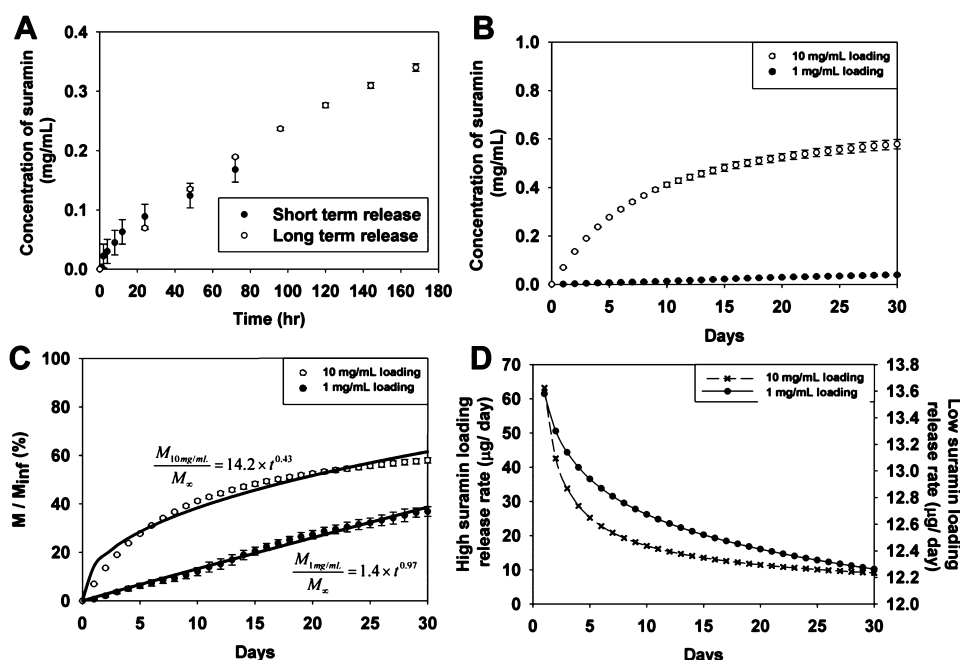 A
Concentration of suramin
(mg/mL)
0.4
0.3
0.2
0.1
0.0
Short term release
Long term release
0 20 40 60 80 100 120 140 160 180
Time (hr)
B
Concentration of suramin
(mg/mL)
1.0
0.8
0.6
0.4
0.2
0.0
10 mg/mL loading
1 mg/mL loading
0 5 10 15 20 25 30
Days
C
M / Minf (%)
100
80
60
40
20
0
10 mg/mL loading
1 mg/mL loading
M10mg/mL / M∞ = 14.2 × t^0.43
M1mg/mL / M∞ = 1.4 × t^0.97
0 5 10 15 20 25 30
Days
D
High suramin loading
release rate (μg/ day)
70
60
50
40
30
20
10
0
10 mg/mL loading
1 mg/mL loading
13.8
13.6
13.4
13.2
13.0
12.8
12.6
12.4
12.2
12.0
Low suramin loading
release rate (μg/ day)
0 5 10 15 20 25 30
Days